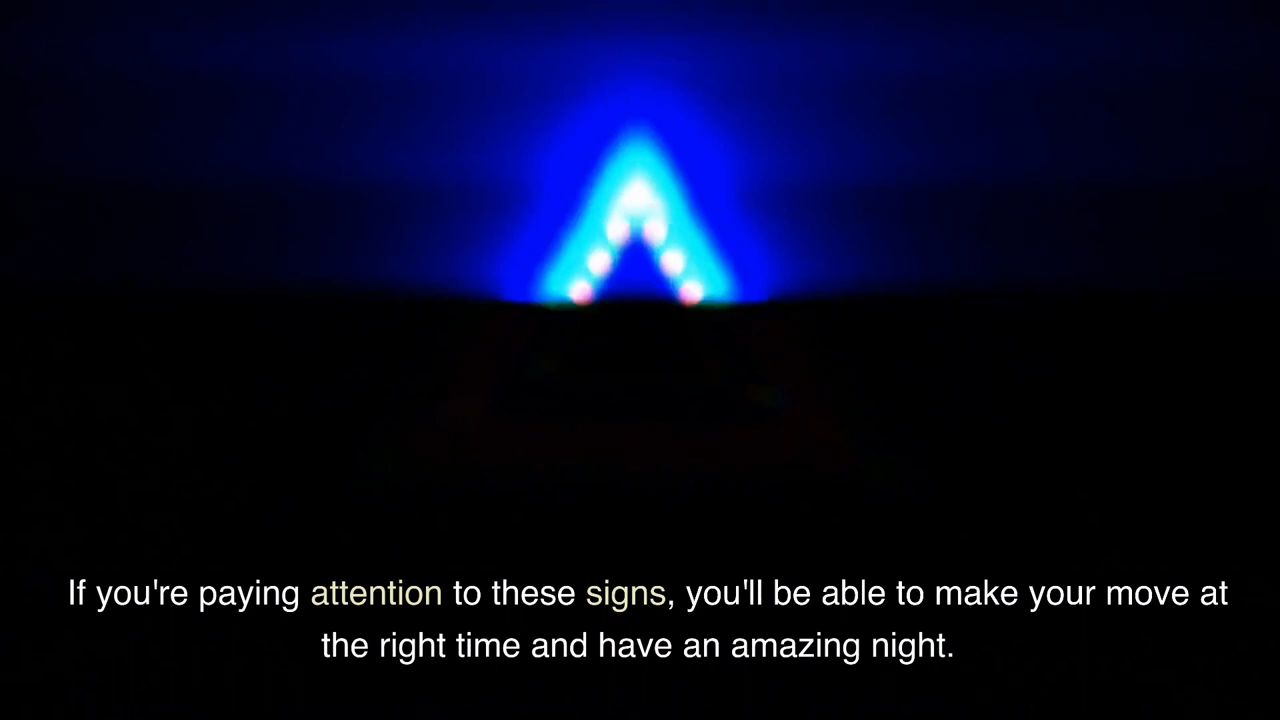 If you're paying attention to these signs, you'll be able to make your move at
the right time and have an amazing night.